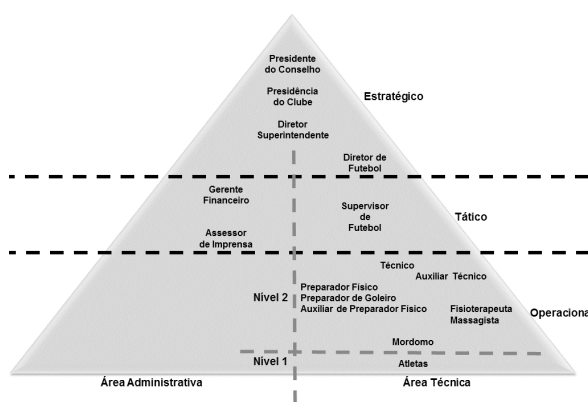 Presidente
do Conselho
Presidência
do Clube
Estratégico
Diretor
Superintendente
Diretor de
Futebol
Gerente
Financeiro
Supervisor
de
Futebol
Tático
Assessor
de Imprensa
Técnico
Auxiliar Técnico
Nível 2
Preparador Físico
Preparador de Goleiro
Auxiliar de Preparador Físico
Fisioterapeuta
Massagista
Operaciona
Mordomo
Nível 1
Atletas
Área Administrativa
Área Técnica